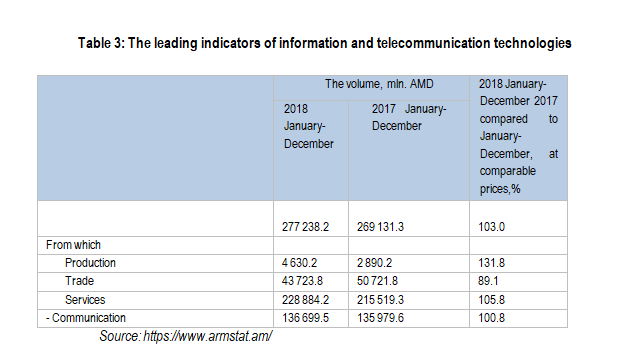 Table 3: The leading indicators of information and telecommunication technologies
The volume, mln. AMD
2018 January-
December 2017
compared to
January-
December, at
comparable
prices,%
2018
January-
December
2017 January-
December
277 238.2 269 131.3 103.0
From which
Production 4 630.2 2 890.2 131.8
Trade 43 723.8 50 721.8 89.1
Services 228 884.2 215 519.3 105.8
- Communication 136 699.5 135 979.6 100.8
Source: https://www.armstat.am/